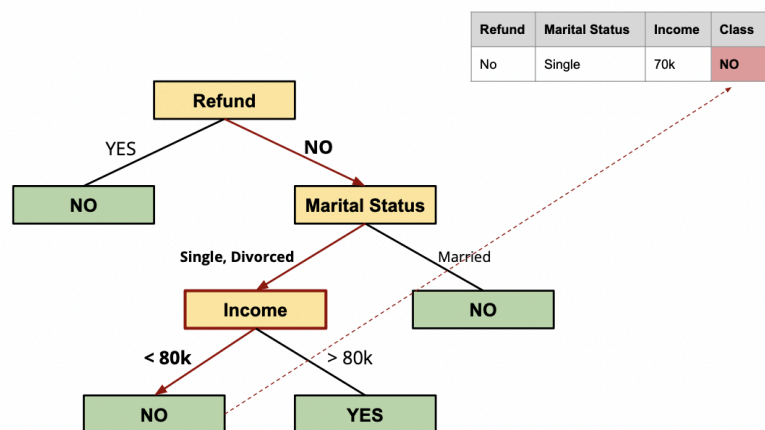 Refund Marital Status Income Class
No Single 70k NO
Refund
YES NO
NO Marital Status
Single, Divorced Married
Income NO
< 80k > 80k
NO YES